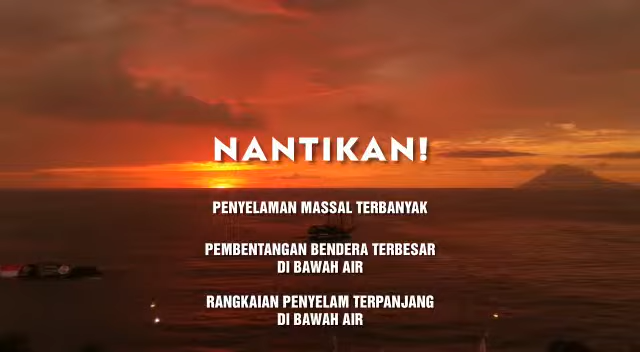 NANTIKAN!
PENYELAMAN MASSAL TERBANYAK
PEMBENTANGAN BENDERA TERBESAR
DI BAWAH AIR
RANGKAIAN PENYELAM TERPANJANG
DI BAWAH AIR